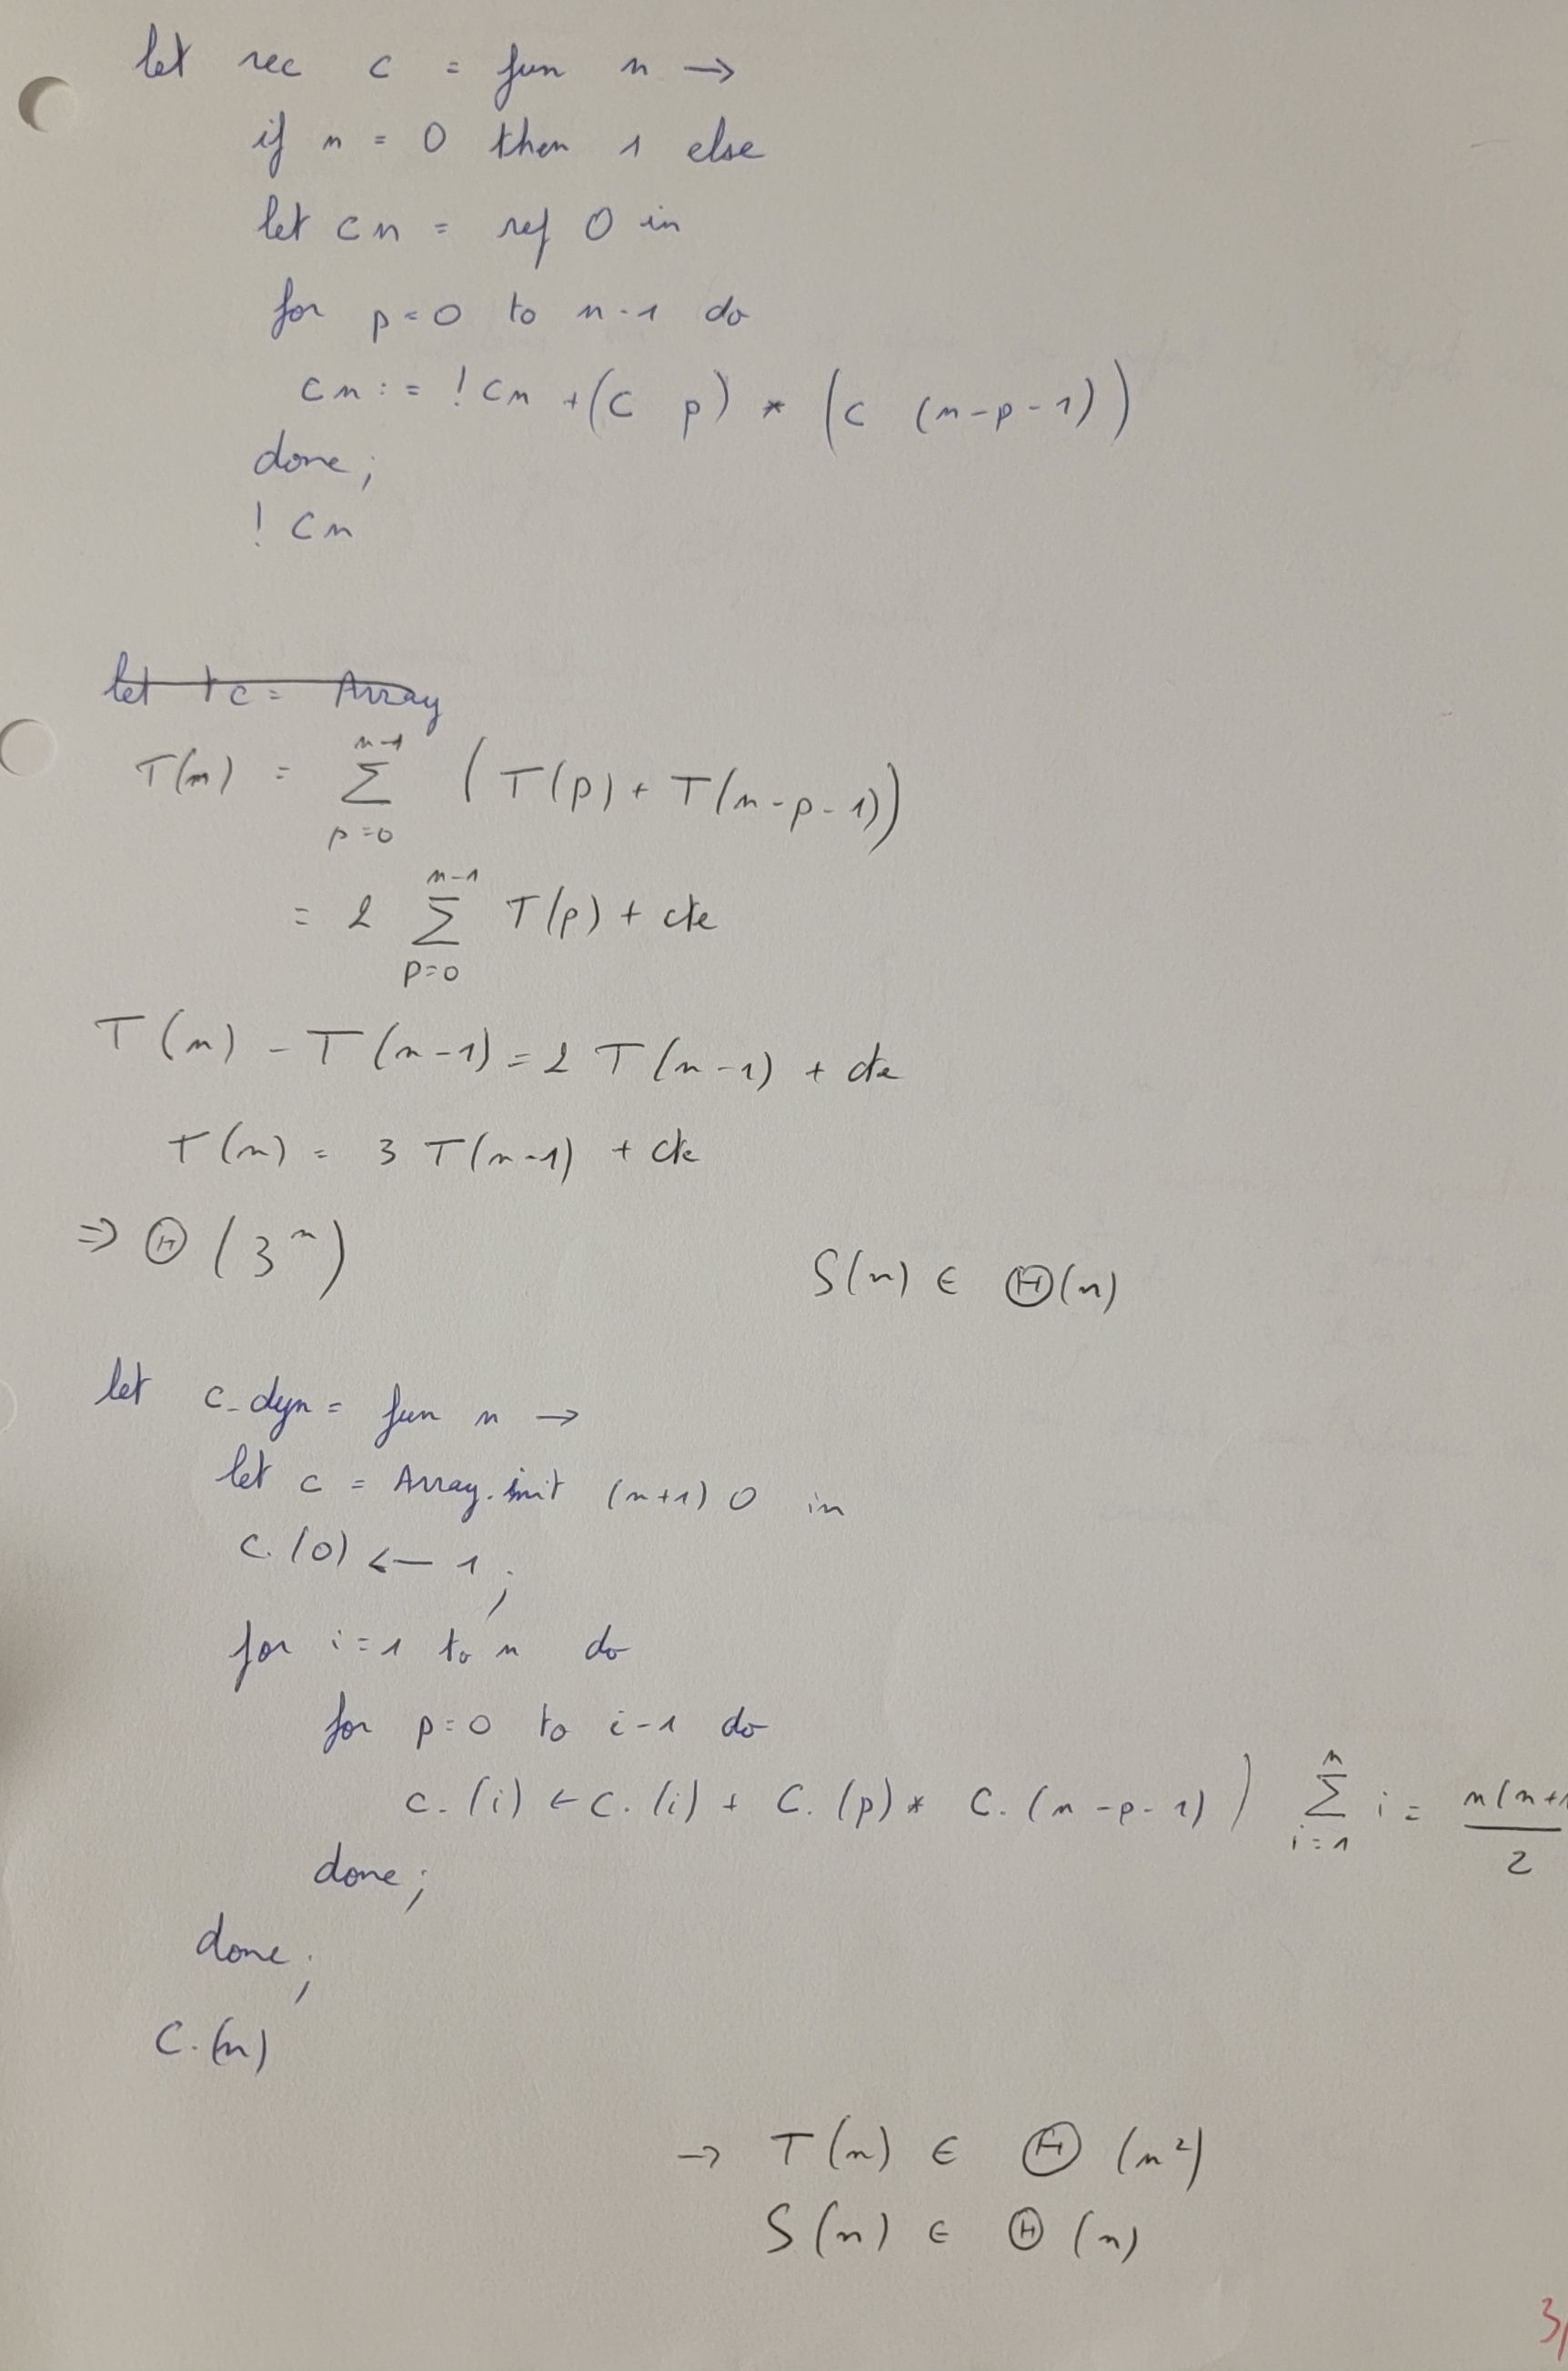 let rec c = fun n →
if n = 0 then 1 else
let cn = ref 0 in
for p=0 to n-1 do
cn := !cn + (c p) * (c (n-p-1))
done;
!cn
let tc = Array
T(n) = ∑_{p=0}^{n-1} (T(p) + T(n-p-1))
= 2 ∑_{p=0}^{n-1} T(p) + cte
T(n) - T(n-1) = 2 T(n-1) + cte
T(n) = 3 T(n-1) + cte
⇒ Θ(3^n)
S(n) ∈ Θ(n)
let c_dyn = fun n →
let c = Array.init (n+1) 0 in
c.(0) <- 1;
for i=1 to n do
for p=0 to i-1 do
c.(i) ← c.(i) + c.(p) * c.(n-p-1) ) ∑_{i=1}^{n} i = n(n+1/2
done;
done;
c.(n)
→ T(n) ∈ Θ(n²)
S(n) ∈ Θ(n)
3/